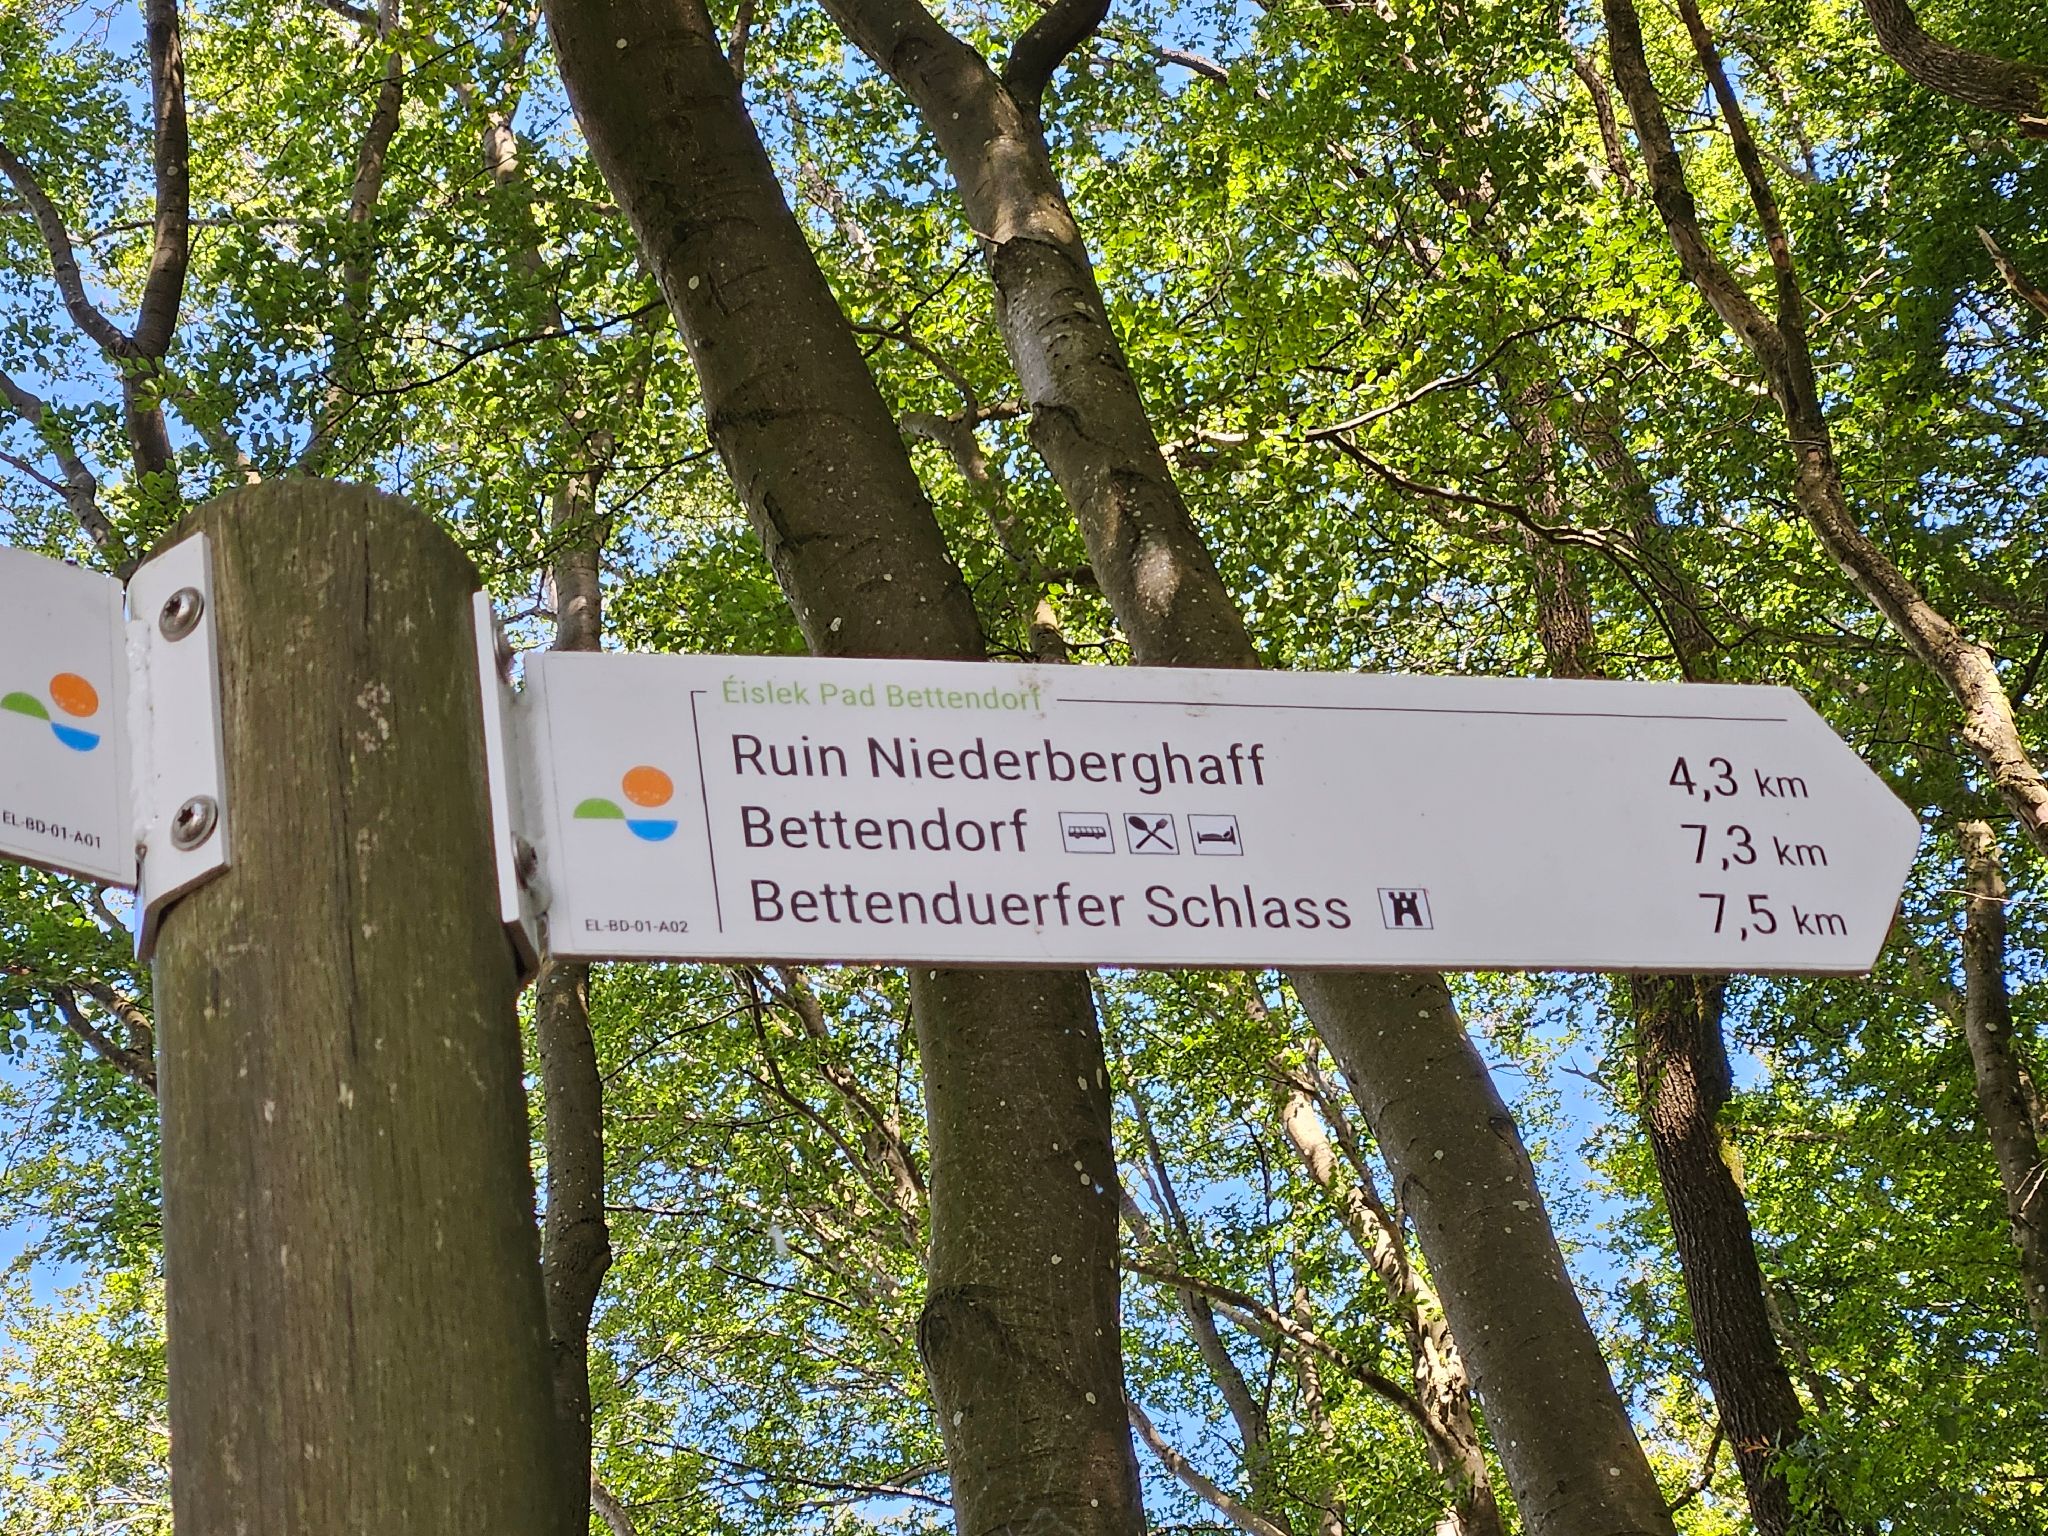 Éislek Pad Bettendorf
Ruin Niederberghaff 4,3 km
Bettendorf 7,3 km
Bettenduerfer Schlass 7,5 km
EL-BD-01-A02
EL-BD-01-A01